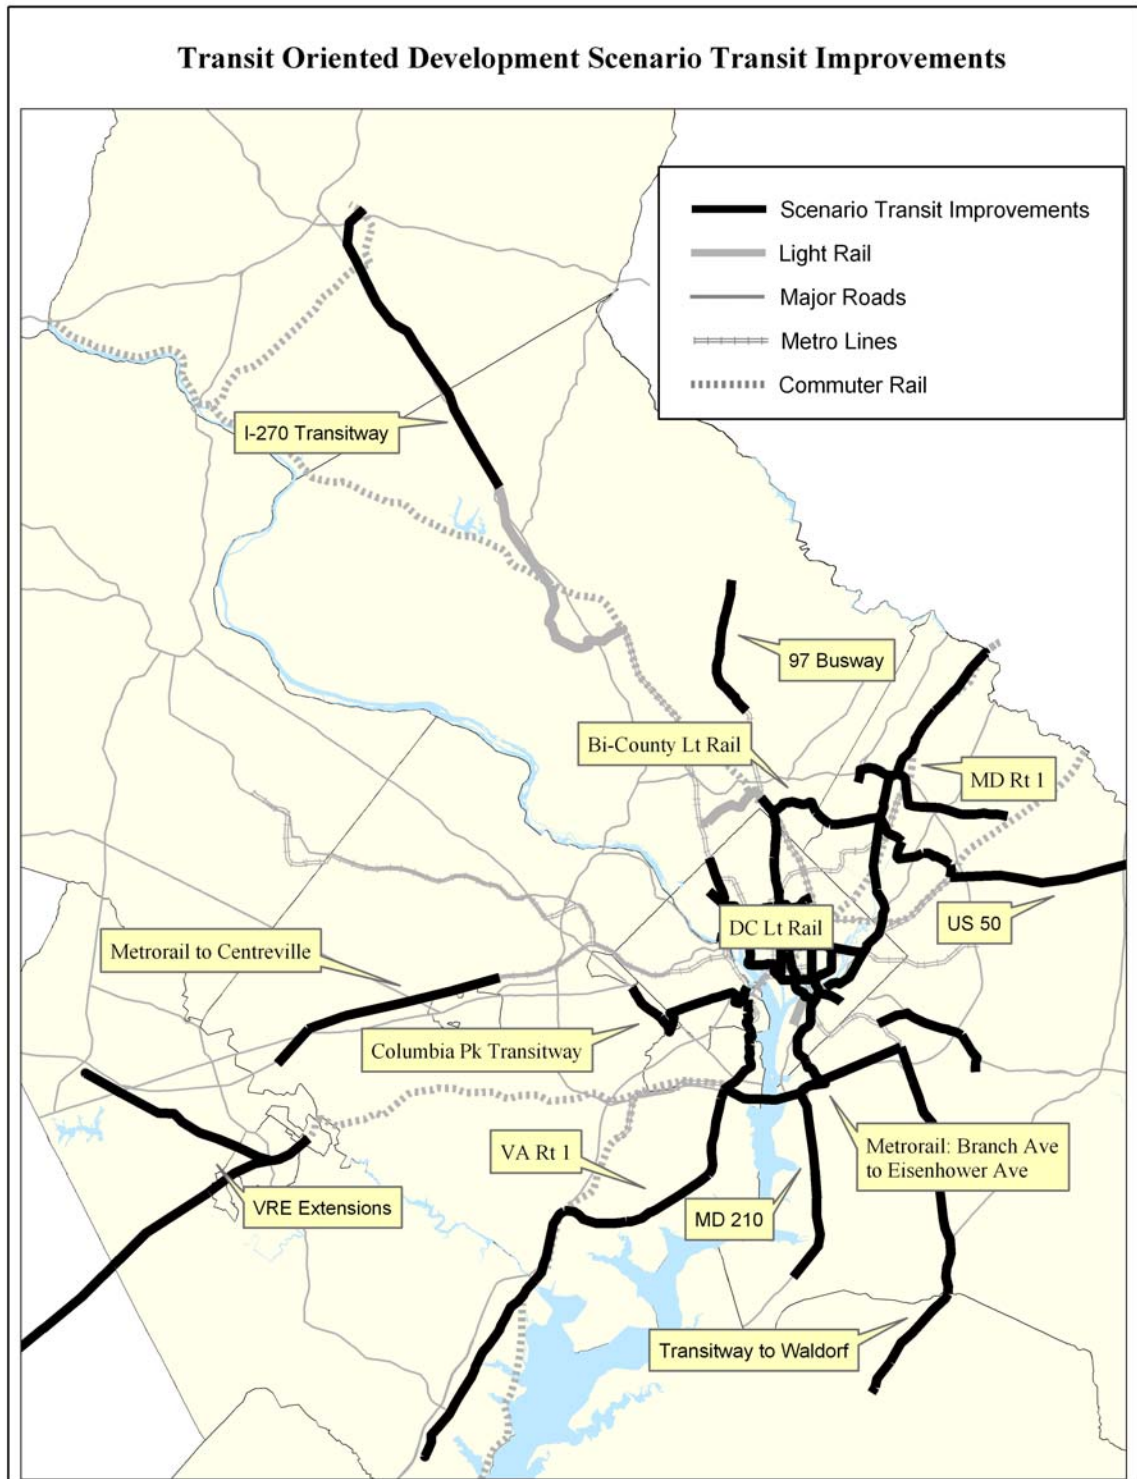 Transit Oriented Development Scenario Transit Improvements
Scenario Transit Improvements
Light Rail
Major Roads
Metro Lines
Commuter Rail
I-270 Transitway
97 Busway
Bi-County Lt Rail
MD Rt 1
DC Lt Rail
US 50
Metrorail to Centreville
Columbia Pk Transitway
VA Rt 1
Metrorail: Branch Ave
to Eisenhower Ave
VRE Extensions
MD 210
Transitway to Waldorf